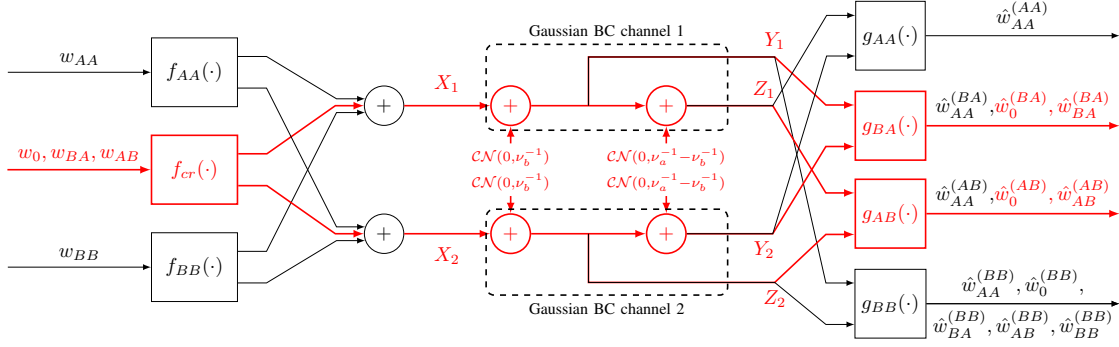 Gaussian BC channel 1
w_{AA}
f_{AA}(·)
X_1
+
+
+
Y_1
Z_1
g_{AA}(·)
ŵ_{AA}^{(AA)}
w_0, w_{BA}, w_{AB}
f_{cr}(·)
𝒞𝒩(0,ν_b^{-1})
𝒞𝒩(0,ν_a^{-1}−ν_b^{-1})
𝒞𝒩(0,ν_b^{-1})
𝒞𝒩(0,ν_a^{-1}−ν_b^{-1})
g_{BA}(·)
ŵ_{AA}^{(BA)},ŵ_0^{(BA)}, ŵ_{BA}^{(BA)}
g_{AB}(·)
ŵ_{AA}^{(AB)},ŵ_0^{(AB)}, ŵ_{AB}^{(AB)}
w_{BB}
f_{BB}(·)
+
X_2
+
+
Y_2
Z_2
g_{BB}(·)
ŵ_{AA}^{(BB)}, ŵ_0^{(BB)},
ŵ_{BA}^{(BB)}, ŵ_{AB}^{(BB)}, ŵ_{BB}^{(BB)}
Gaussian BC channel 2